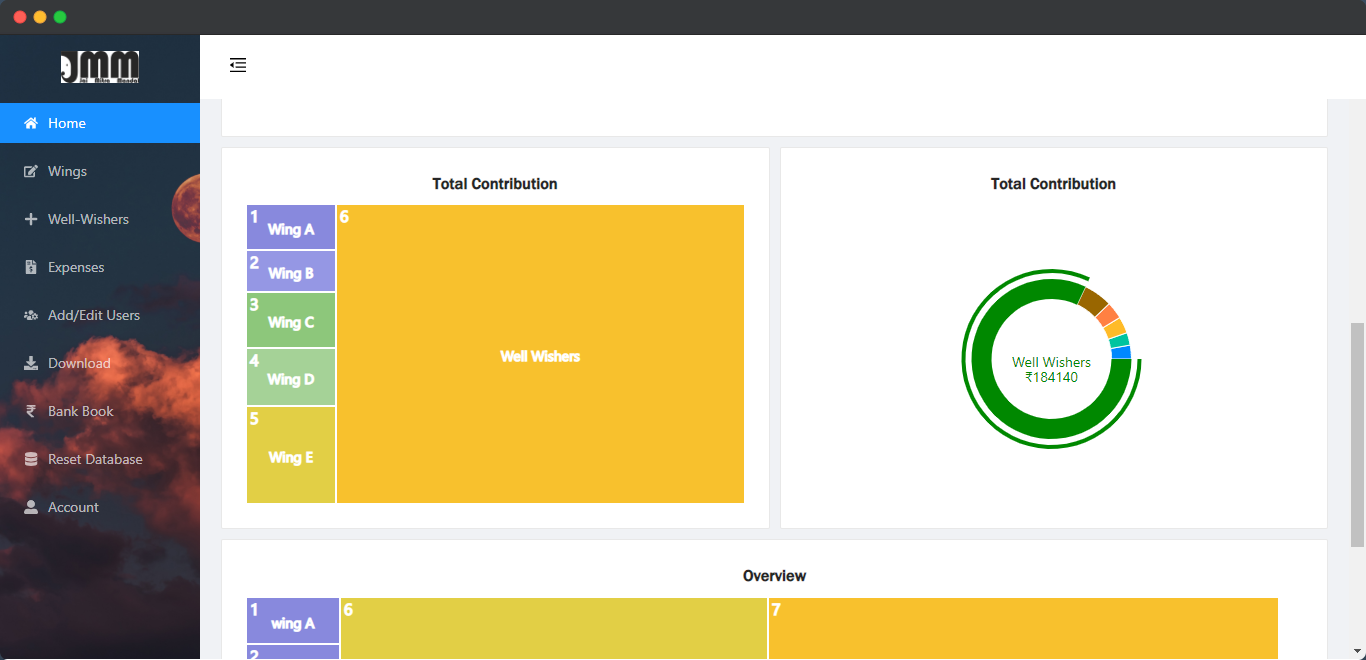 JMM
Home
Wings
Well-Wishers
Expenses
Add/Edit Users
Download
Bank Book
Reset Database
Account
Total Contribution
1
Wing A
2
Wing B
3
Wing C
4
Wing D
5
Wing E
6
Well Wishers
Total Contribution
Well Wishers
₹184140
Overview
1
wing A
2
6
7